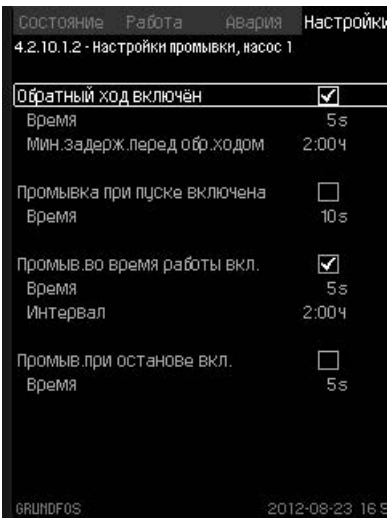 Состояние Работа Авария Настройки
4.2.10.1.2 - Настройки промывки, насос 1
Обратный ход включён
Время 5s
Мин.задерж.перед обр.ходом 2:00ч
Промывка при пуске включена
Время 10s
Промыв.во время работы вкл.
Время 5s
Интервал 2:00ч
Промыв.при останове вкл.
Время 5s
GRUNDFOS 2012-08-23 16:5